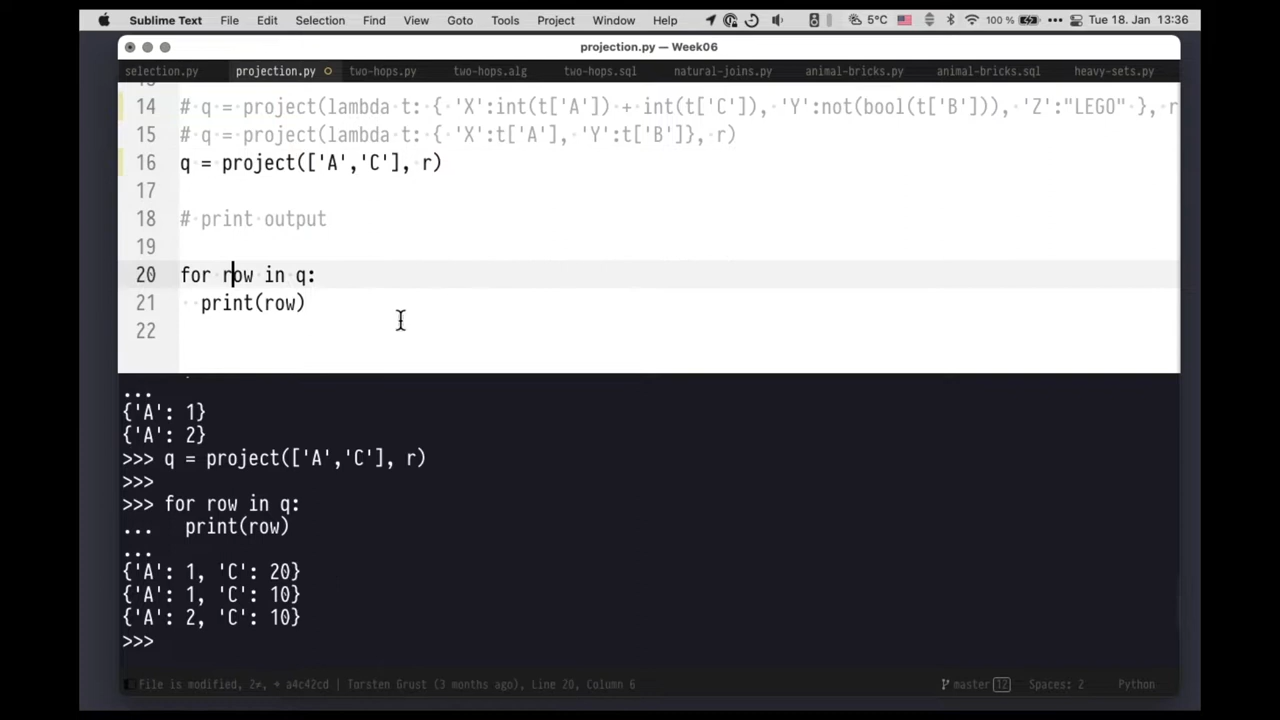 Sublime Text File Edit Selection Find View Goto Tools Project Window Help 5°C 100 % Tue 18. Jan 13:36
projection.py — Week06
selection.py projection.py two-hops.py two-hops.alg two-hops.sql natural-joins.py animal-bricks.py animal-bricks.sql heavy-sets.py
14 # q = project(lambda t: { 'X':int(t['A']) + int(t['C']), 'Y':not(bool(t['B'])), 'Z':"LEGO" }, r
15 # q = project(lambda t: { 'X':t['A'], 'Y':t['B']}, r)
16 q = project(['A','C'], r)
17
18 # print output
19
20 for row in q:
21 print(row)
22
...
{'A': 1}
{'A': 2}
>>> q = project(['A','C'], r)
>>>
>>> for row in q:
... print(row)
...
{'A': 1, 'C': 20}
{'A': 1, 'C': 10}
{'A': 2, 'C': 10}
>>>
File is modified, 2≠, + a4c42cd | Torsten Grust (3 months ago), Line 20, Column 6 master 12 Spaces: 2 Python